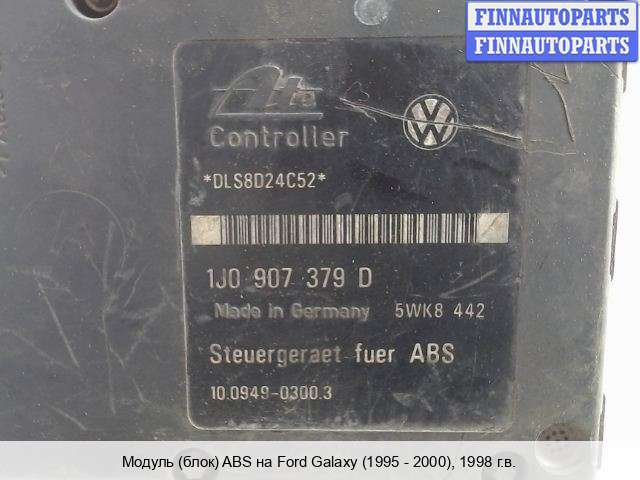 FINNAUTOPARTS
FINNAUTOPARTS
Ate
Controller
*DLS8D24C52*
1J0 907 379 D
Made in Germany 5WK8 442
Steuergeraet fuer ABS
10.0949-0300.3
Модуль (блок) ABS на Ford Galaxy (1995 - 2000), 1998 г.в.